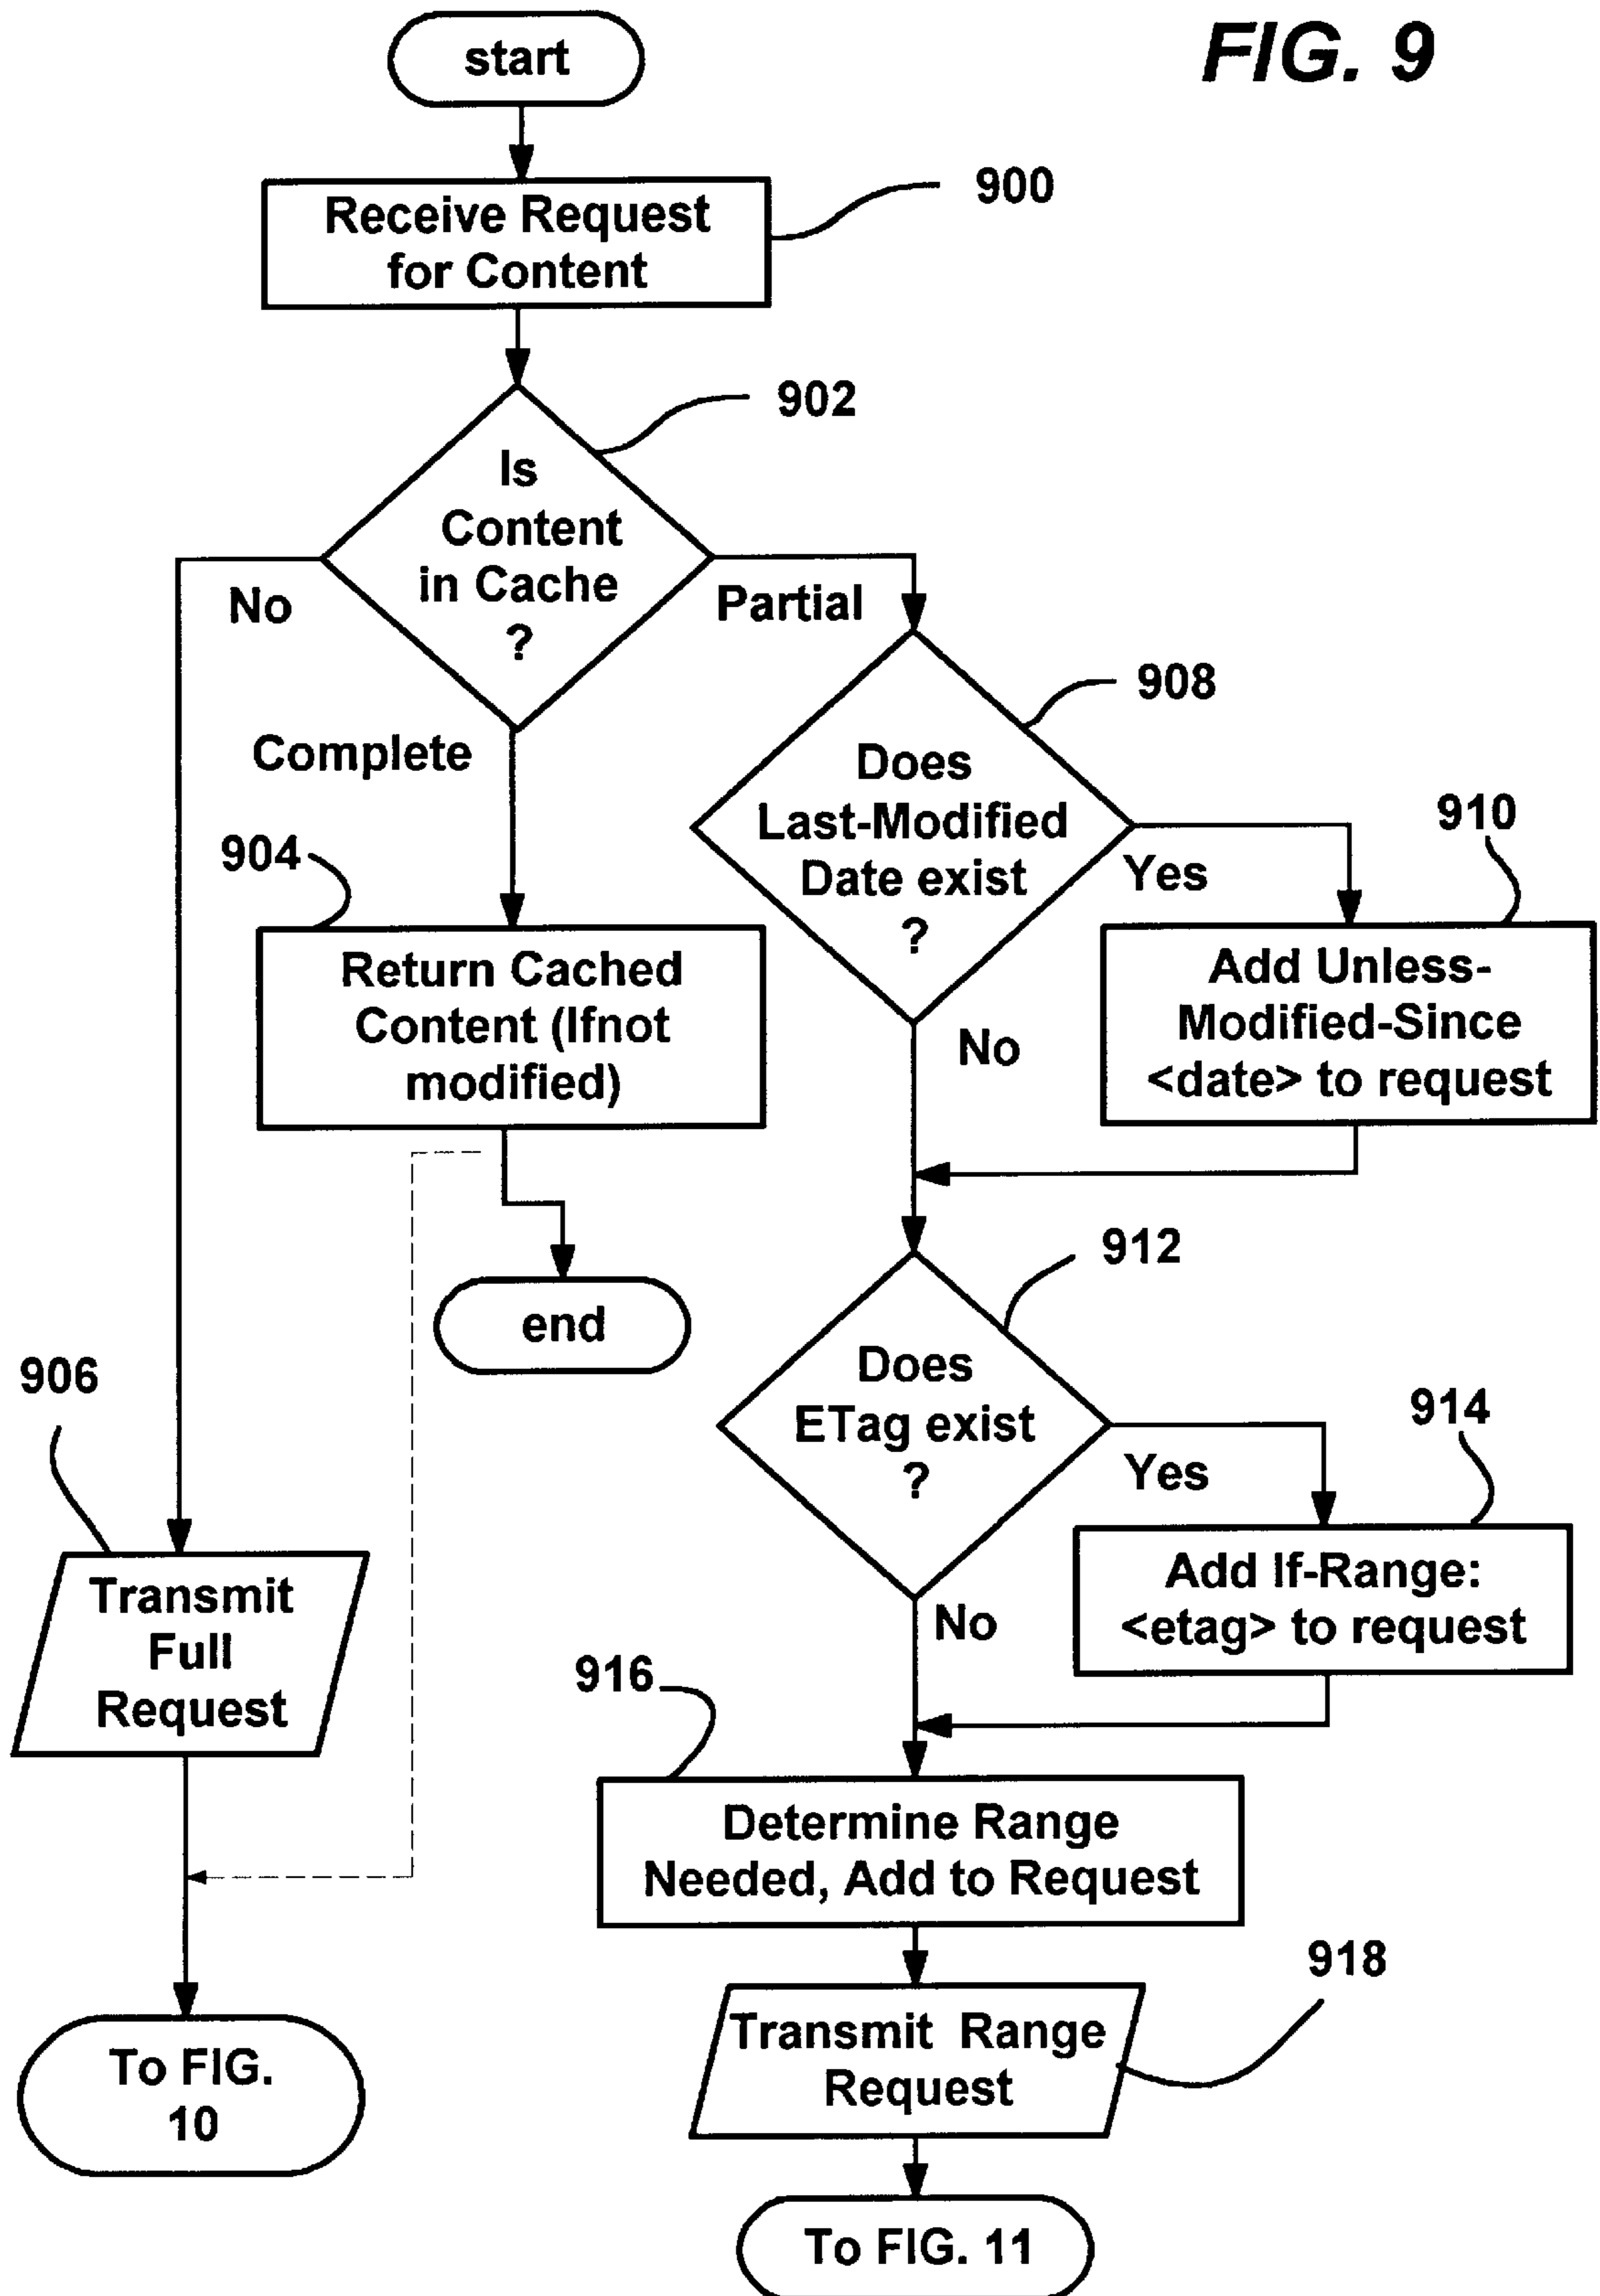 FIG. 9
start
Receive Request
for Content
900
902
Is
Content
in Cache
?
No
Partial
Complete
908
Does
Last-Modified
Date exist
?
Yes
No
910
Add Unless-
Modified-Since
<date> to request
904
Return Cached
Content (Ifnot
modified)
end
912
Does
ETag exist
?
Yes
No
914
Add If-Range:
<etag> to request
906
Transmit
Full
Request
916
Determine Range
Needed, Add to Request
918
Transmit Range
Request
To FIG.
10
To FIG. 11